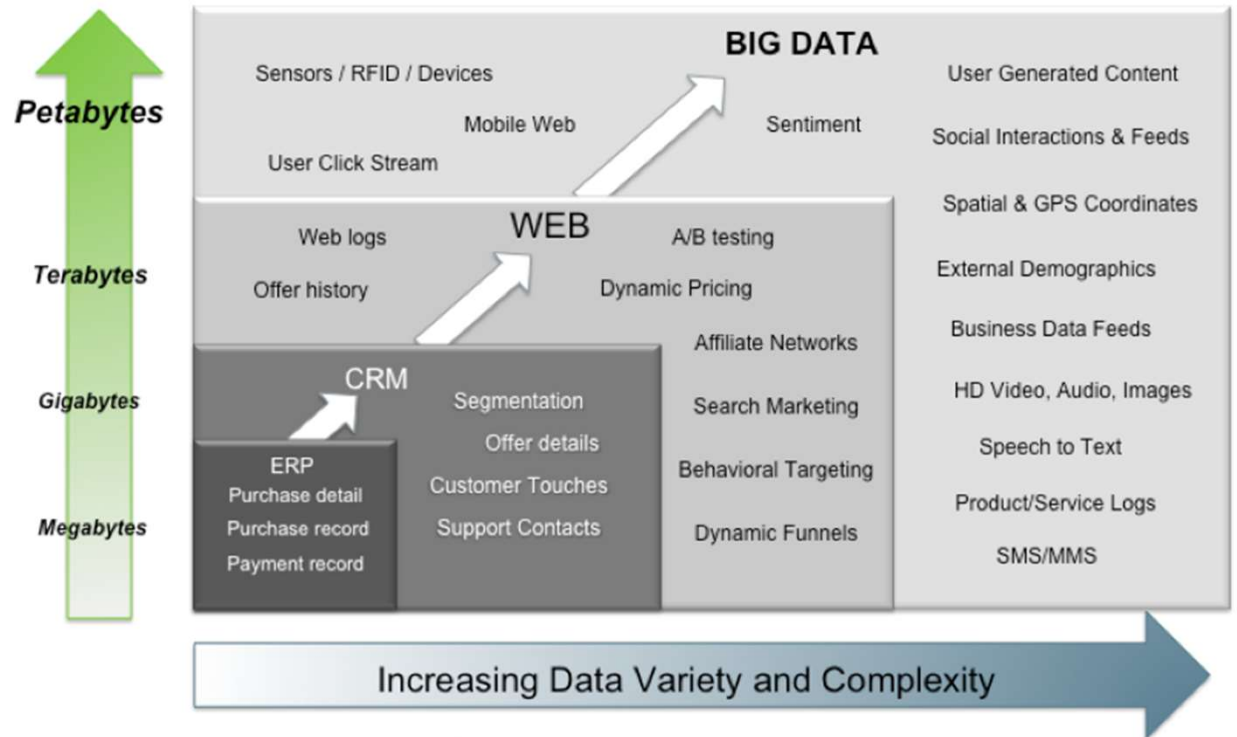 BIG DATA
Sensors / RFID / Devices
User Generated Content
Petabytes
Mobile Web
Sentiment
Social Interactions & Feeds
User Click Stream
Spatial & GPS Coordinates
WEB
Web logs
A/B testing
Terabytes
External Demographics
Offer history
Dynamic Pricing
Business Data Feeds
Affiliate Networks
CRM
HD Video, Audio, Images
Gigabytes
Segmentation
Search Marketing
Offer details
Speech to Text
ERP
Behavioral Targeting
Purchase detail
Customer Touches
Product/Service Logs
Megabytes
Purchase record
Support Contacts
Dynamic Funnels
SMS/MMS
Payment record
Increasing Data Variety and Complexity